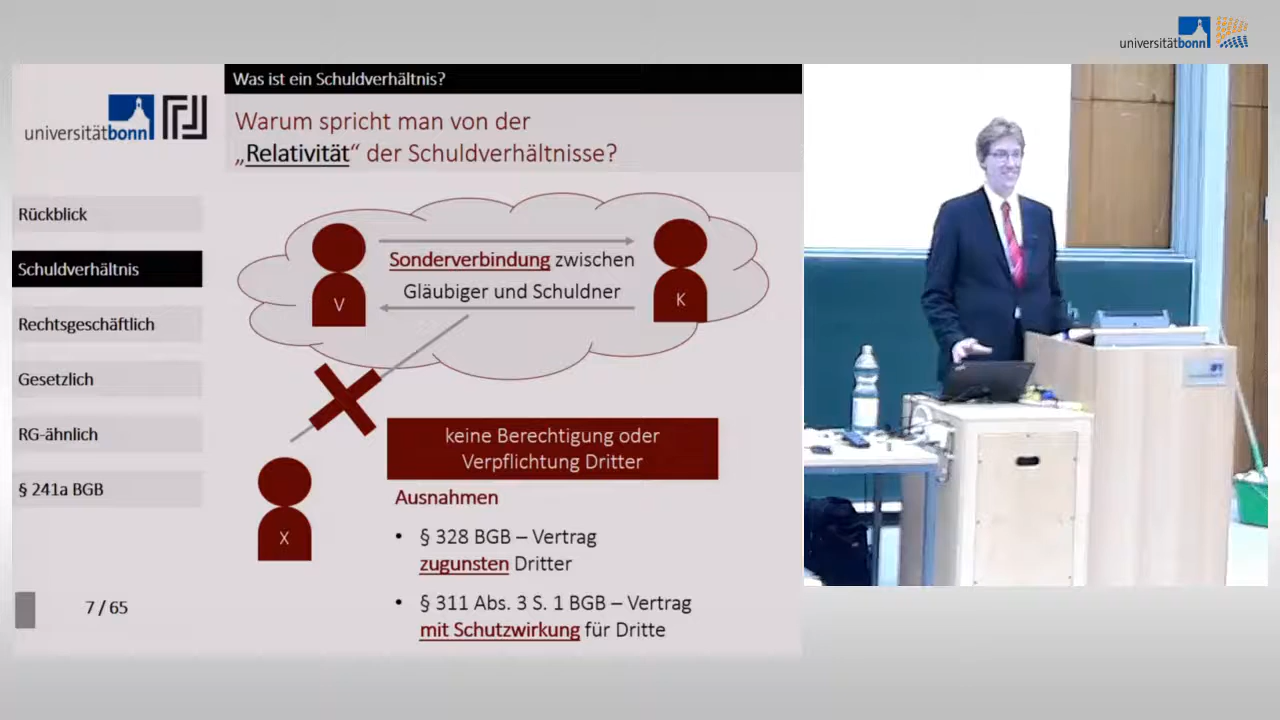 universitätbonn
Was ist ein Schuldverhältnis?
universitätbonn
Warum spricht man von der
„Relativität“ der Schuldverhältnisse?
Rückblick
Schuldverhältnis
Rechtsgeschäftlich
Gesetzlich
RG-ähnlich
§ 241a BGB
7 / 65
Sonderverbindung zwischen
Gläubiger und Schuldner
V
K
X
keine Berechtigung oder
Verpflichtung Dritter
Ausnahmen
• § 328 BGB – Vertrag
zugunsten Dritter
• § 311 Abs. 3 S. 1 BGB – Vertrag
mit Schutzwirkung für Dritte